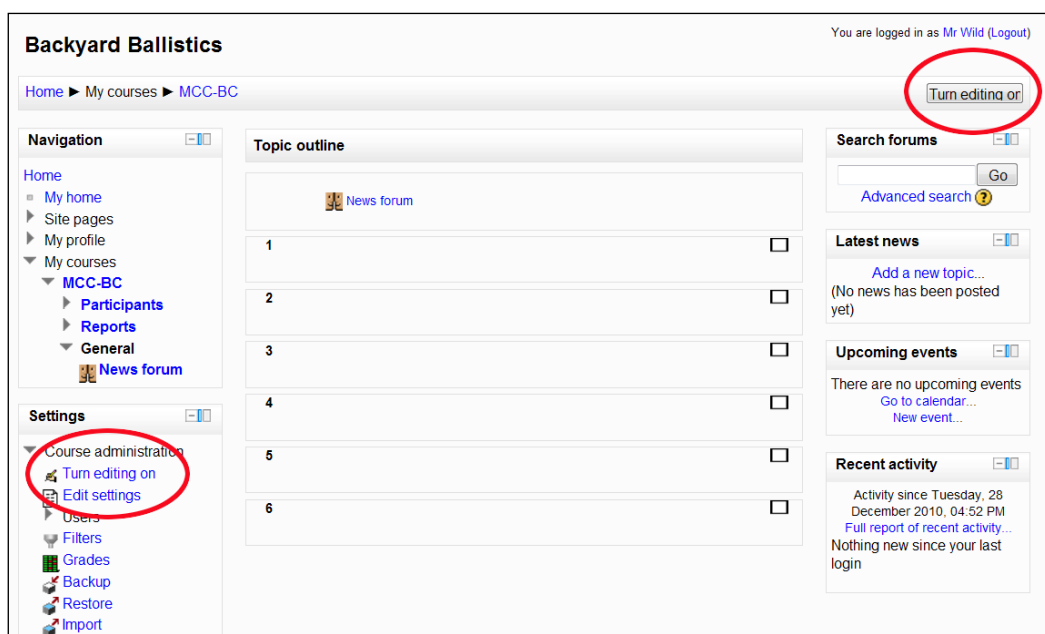 Backyard Ballistics
You are logged in as Mr Wild (Logout)
Home ► My courses ► MCC-BC
Turn editing on
Navigation
Home
My home
Site pages
My profile
My courses
MCC-BC
Participants
Reports
General
News forum
Settings
Course administration
Turn editing on
Edit settings
Users
Filters
Grades
Backup
Restore
Import
Topic outline
News forum
1
2
3
4
5
6
Search forums
Go
Advanced search ?
Latest news
Add a new topic...
(No news has been posted
yet)
Upcoming events
There are no upcoming events
Go to calendar...
New event...
Recent activity
Activity since Tuesday, 28
December 2010, 04:52 PM
Full report of recent activity...
Nothing new since your last
login